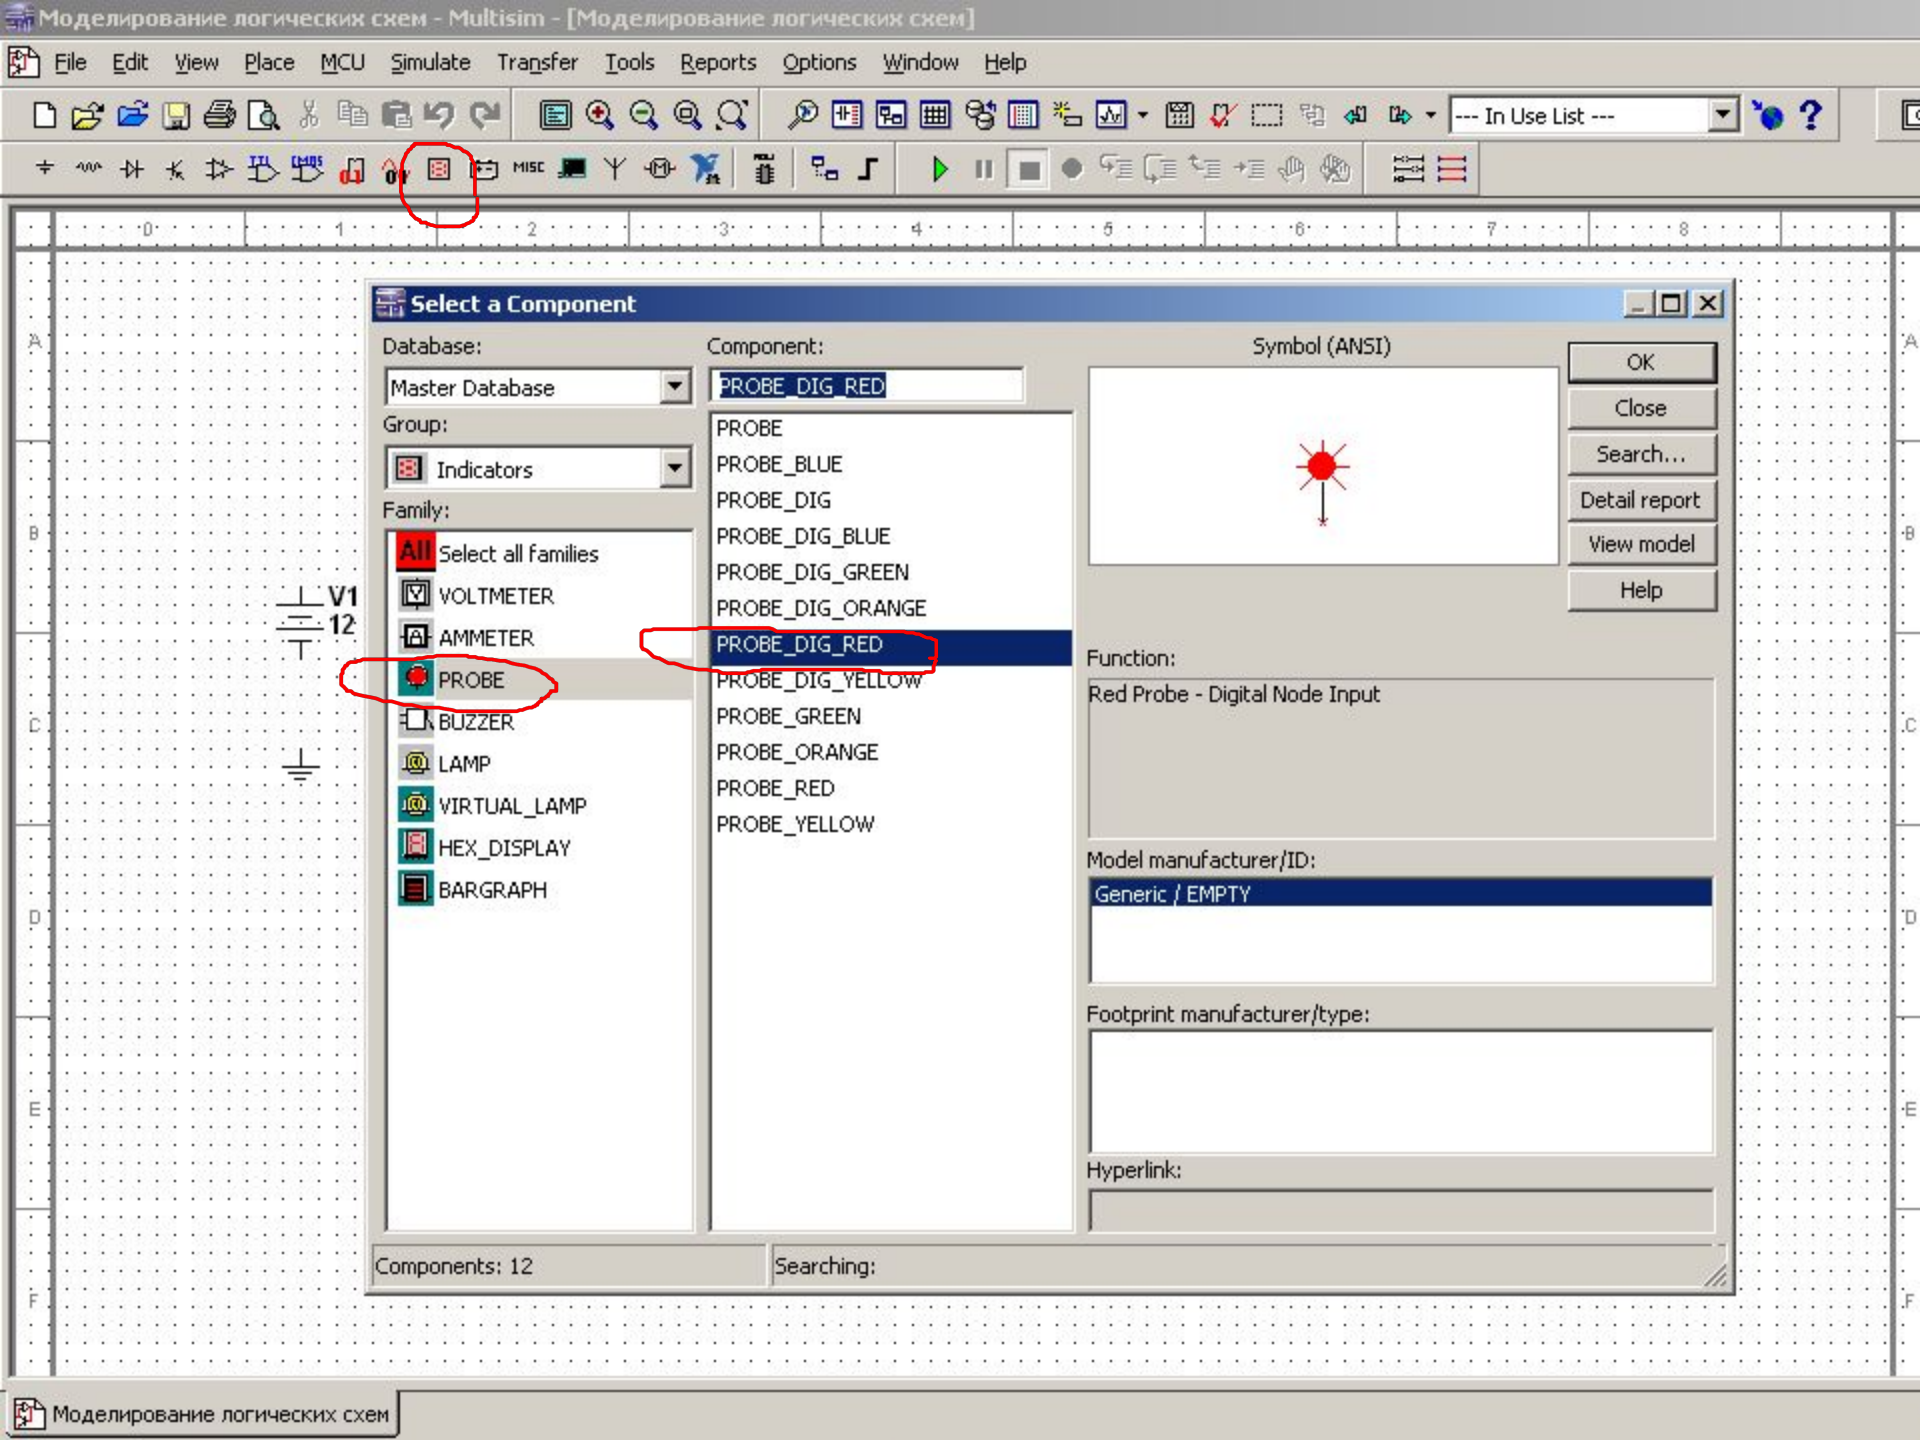 Моделирование логических схем - Multisim - [Моделирование логических схем]
File Edit View Place MCU Simulate Transfer Tools Reports Options Window Help
--- In Use List ---
TTL CMOS MISC
0 1 2 3 4 5 6 7 8
Select a Component
Database:
Master Database
Group:
Indicators
Family:
All Select all families
VOLTMETER
AMMETER
PROBE
BUZZER
LAMP
VIRTUAL_LAMP
HEX_DISPLAY
BARGRAPH
Component:
PROBE_DIG_RED
PROBE
PROBE_BLUE
PROBE_DIG
PROBE_DIG_BLUE
PROBE_DIG_GREEN
PROBE_DIG_ORANGE
PROBE_DIG_RED
PROBE_DIG_YELLOW
PROBE_GREEN
PROBE_ORANGE
PROBE_RED
PROBE_YELLOW
Symbol (ANSI)
OK
Close
Search...
Detail report
View model
Help
Function:
Red Probe - Digital Node Input
Model manufacturer/ID:
Generic / EMPTY
Footprint manufacturer/type:
Hyperlink:
Components: 12
Searching:
V1
12
A A
B B
C C
D D
E E
F F
Моделирование логических схем